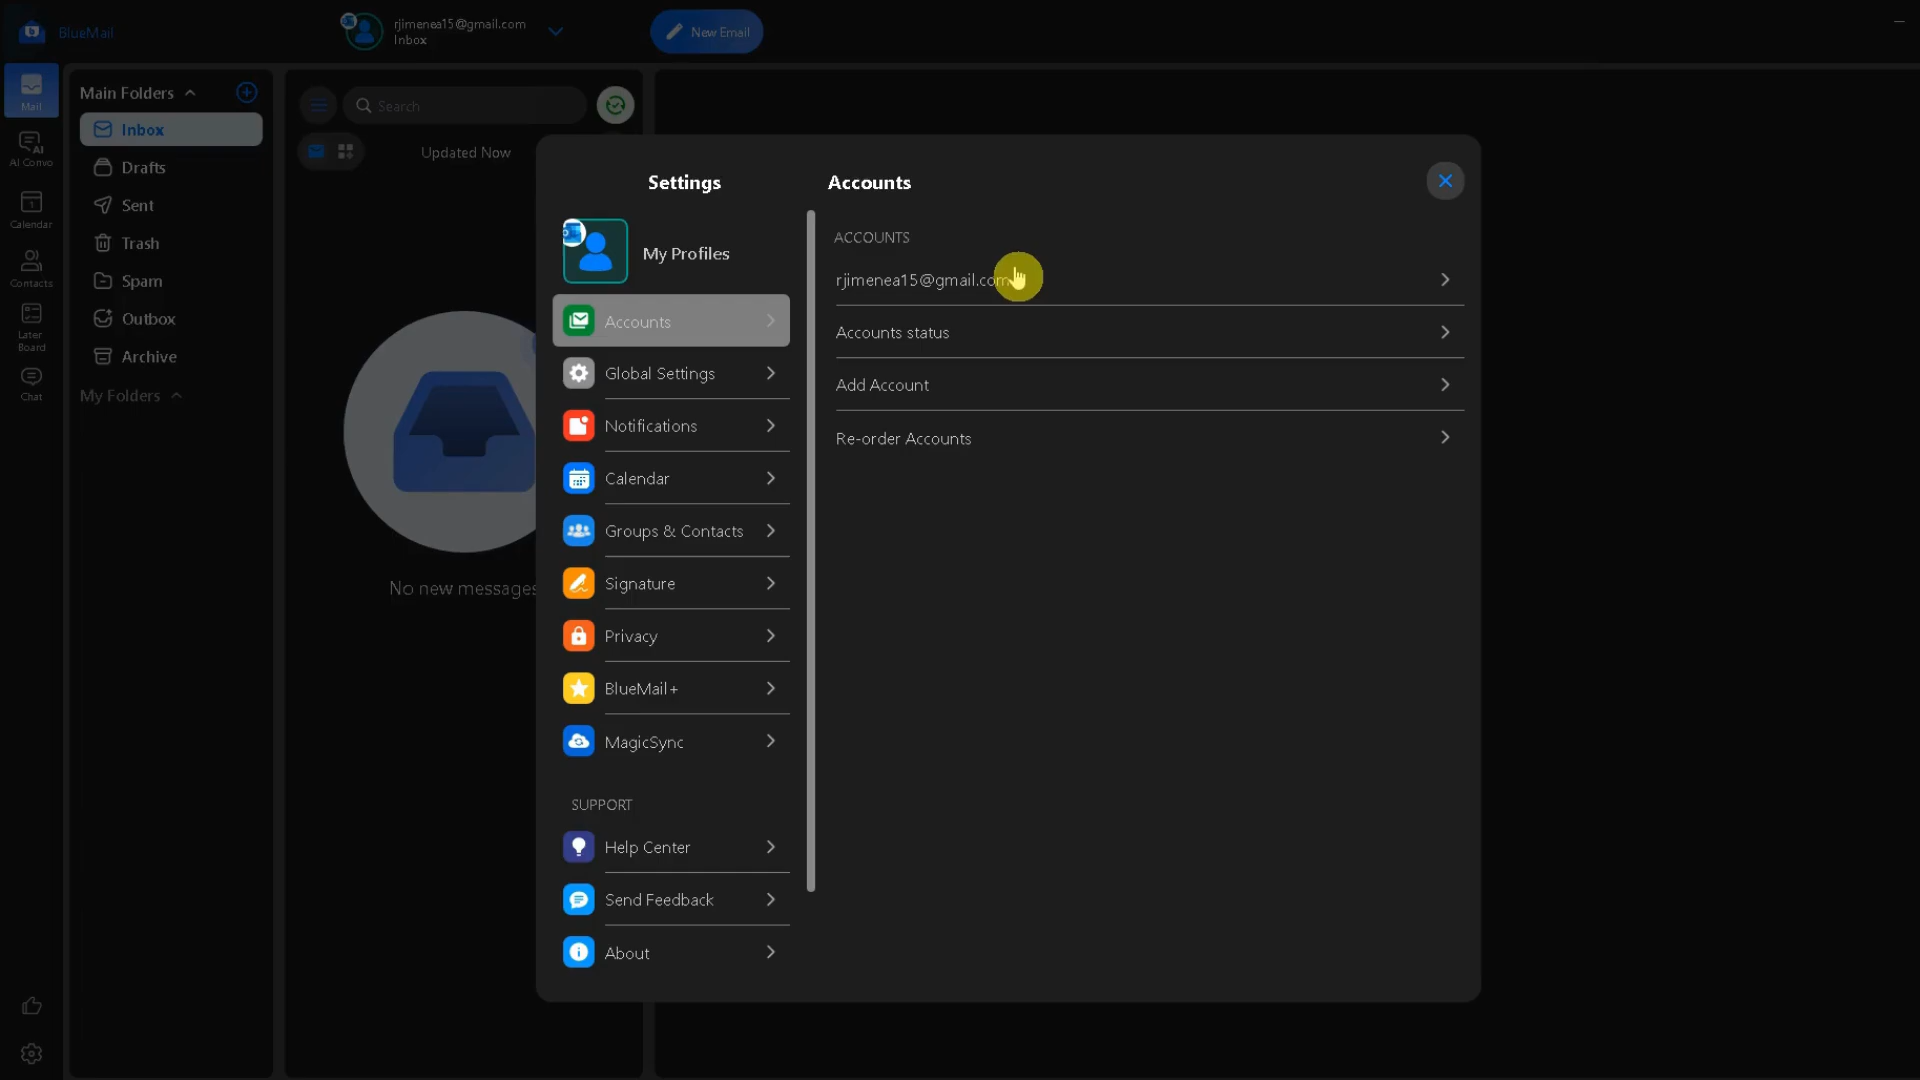 BlueMail
rjimenea15@gmail.com
Inbox
New Email
Mail
AI Convo
Calendar
Contacts
Later
Board
Chat
Main Folders
Inbox
Drafts
Sent
Trash
Spam
Outbox
Archive
My Folders
Search
Updated Now
No new messages
Settings
My Profiles
Accounts
Global Settings
Notifications
Calendar
Groups & Contacts
Signature
Privacy
BlueMail+
MagicSync
SUPPORT
Help Center
Send Feedback
About
Accounts
ACCOUNTS
rjimenea15@gmail.com
Accounts status
Add Account
Re-order Accounts